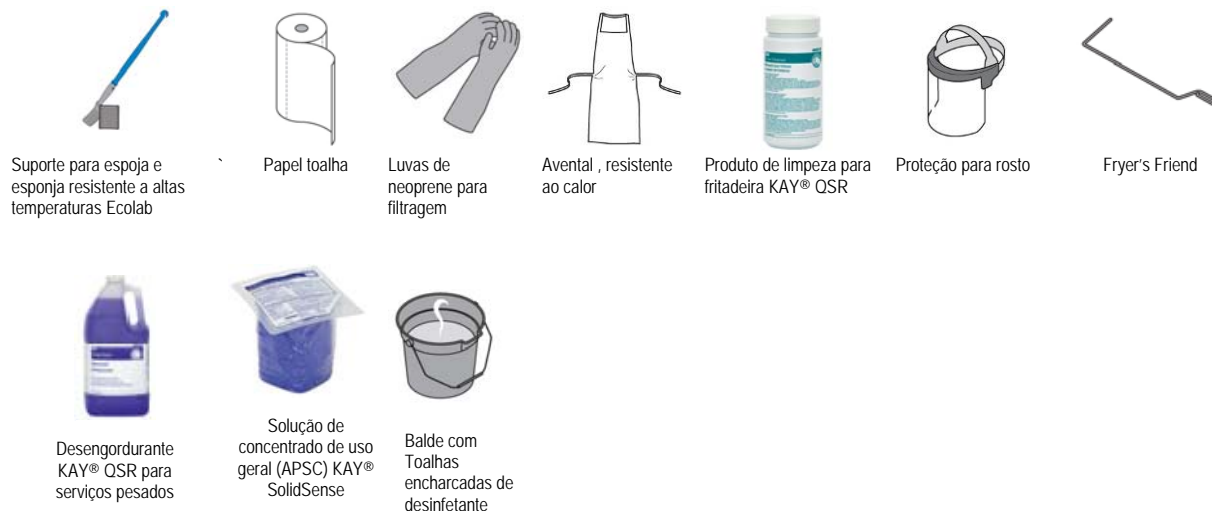 Suporte para espoja e
esponja resistente a altas
temperaturas Ecolab
`
Papel toalha
Luvas de
neoprene para
filtragem
Avental , resistente
ao calor
Produto de limpeza para
fritadeira KAY® QSR
Proteção para rosto
Fryer's Friend
Desengordurante
KAY® QSR para
serviços pesados
Solução de
concentrado de uso
geral (APSC) KAY®
SolidSense
Balde com
Toalhas
encharcadas de
desinfetante